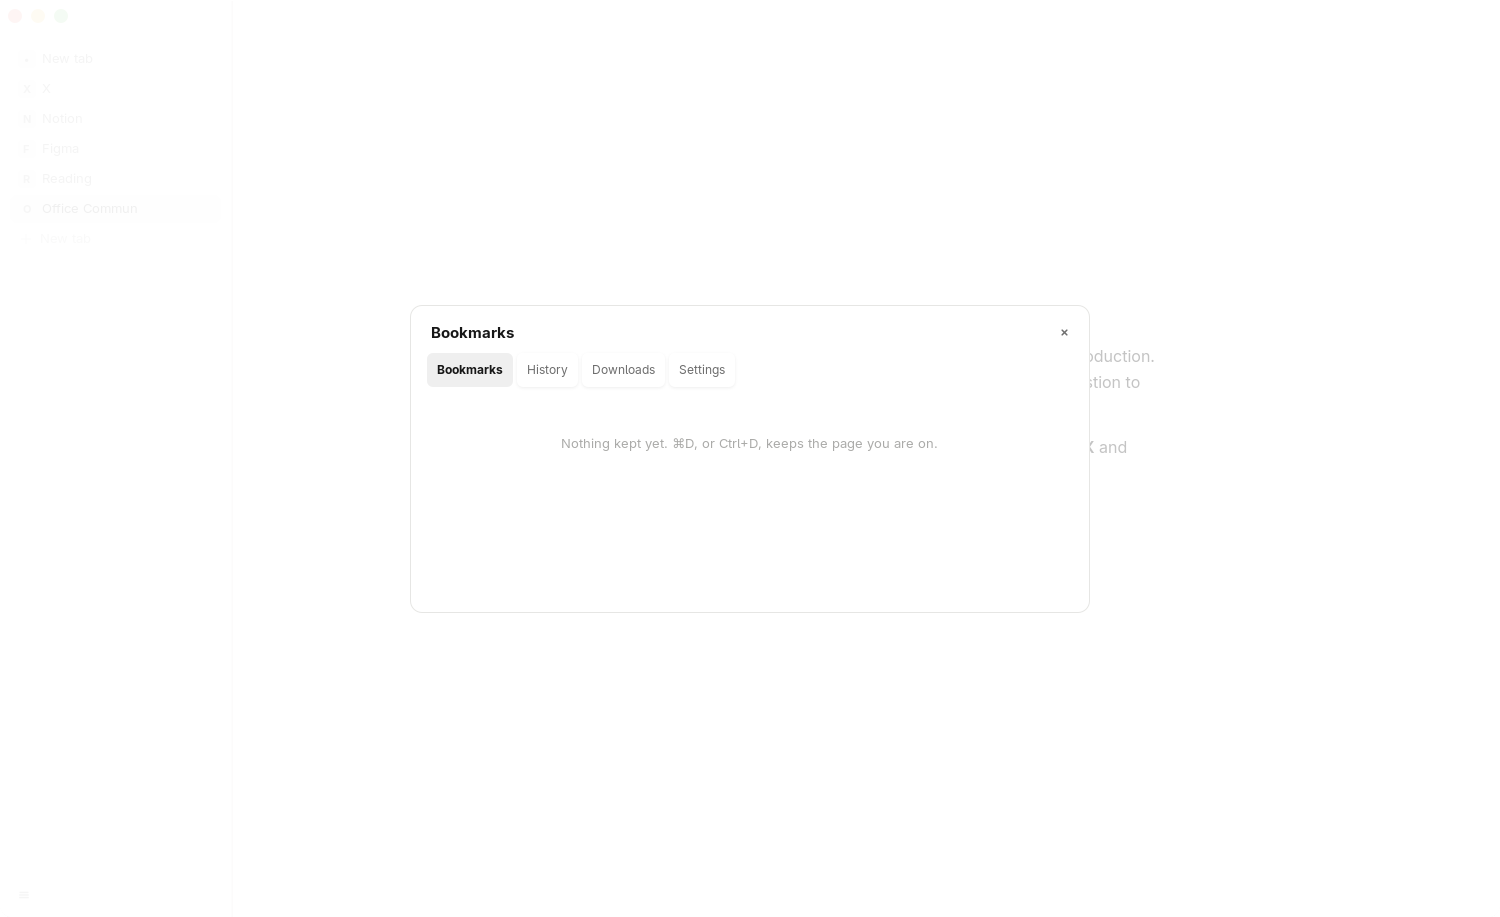 New tab
X X
N Notion
F Figma
R Reading
O Office Commun
+ New tab
Bookmarks
×
Bookmarks
History
Downloads
Settings
Nothing kept yet. ⌘D, or Ctrl+D, keeps the page you are on.
oduction.
stion to
and